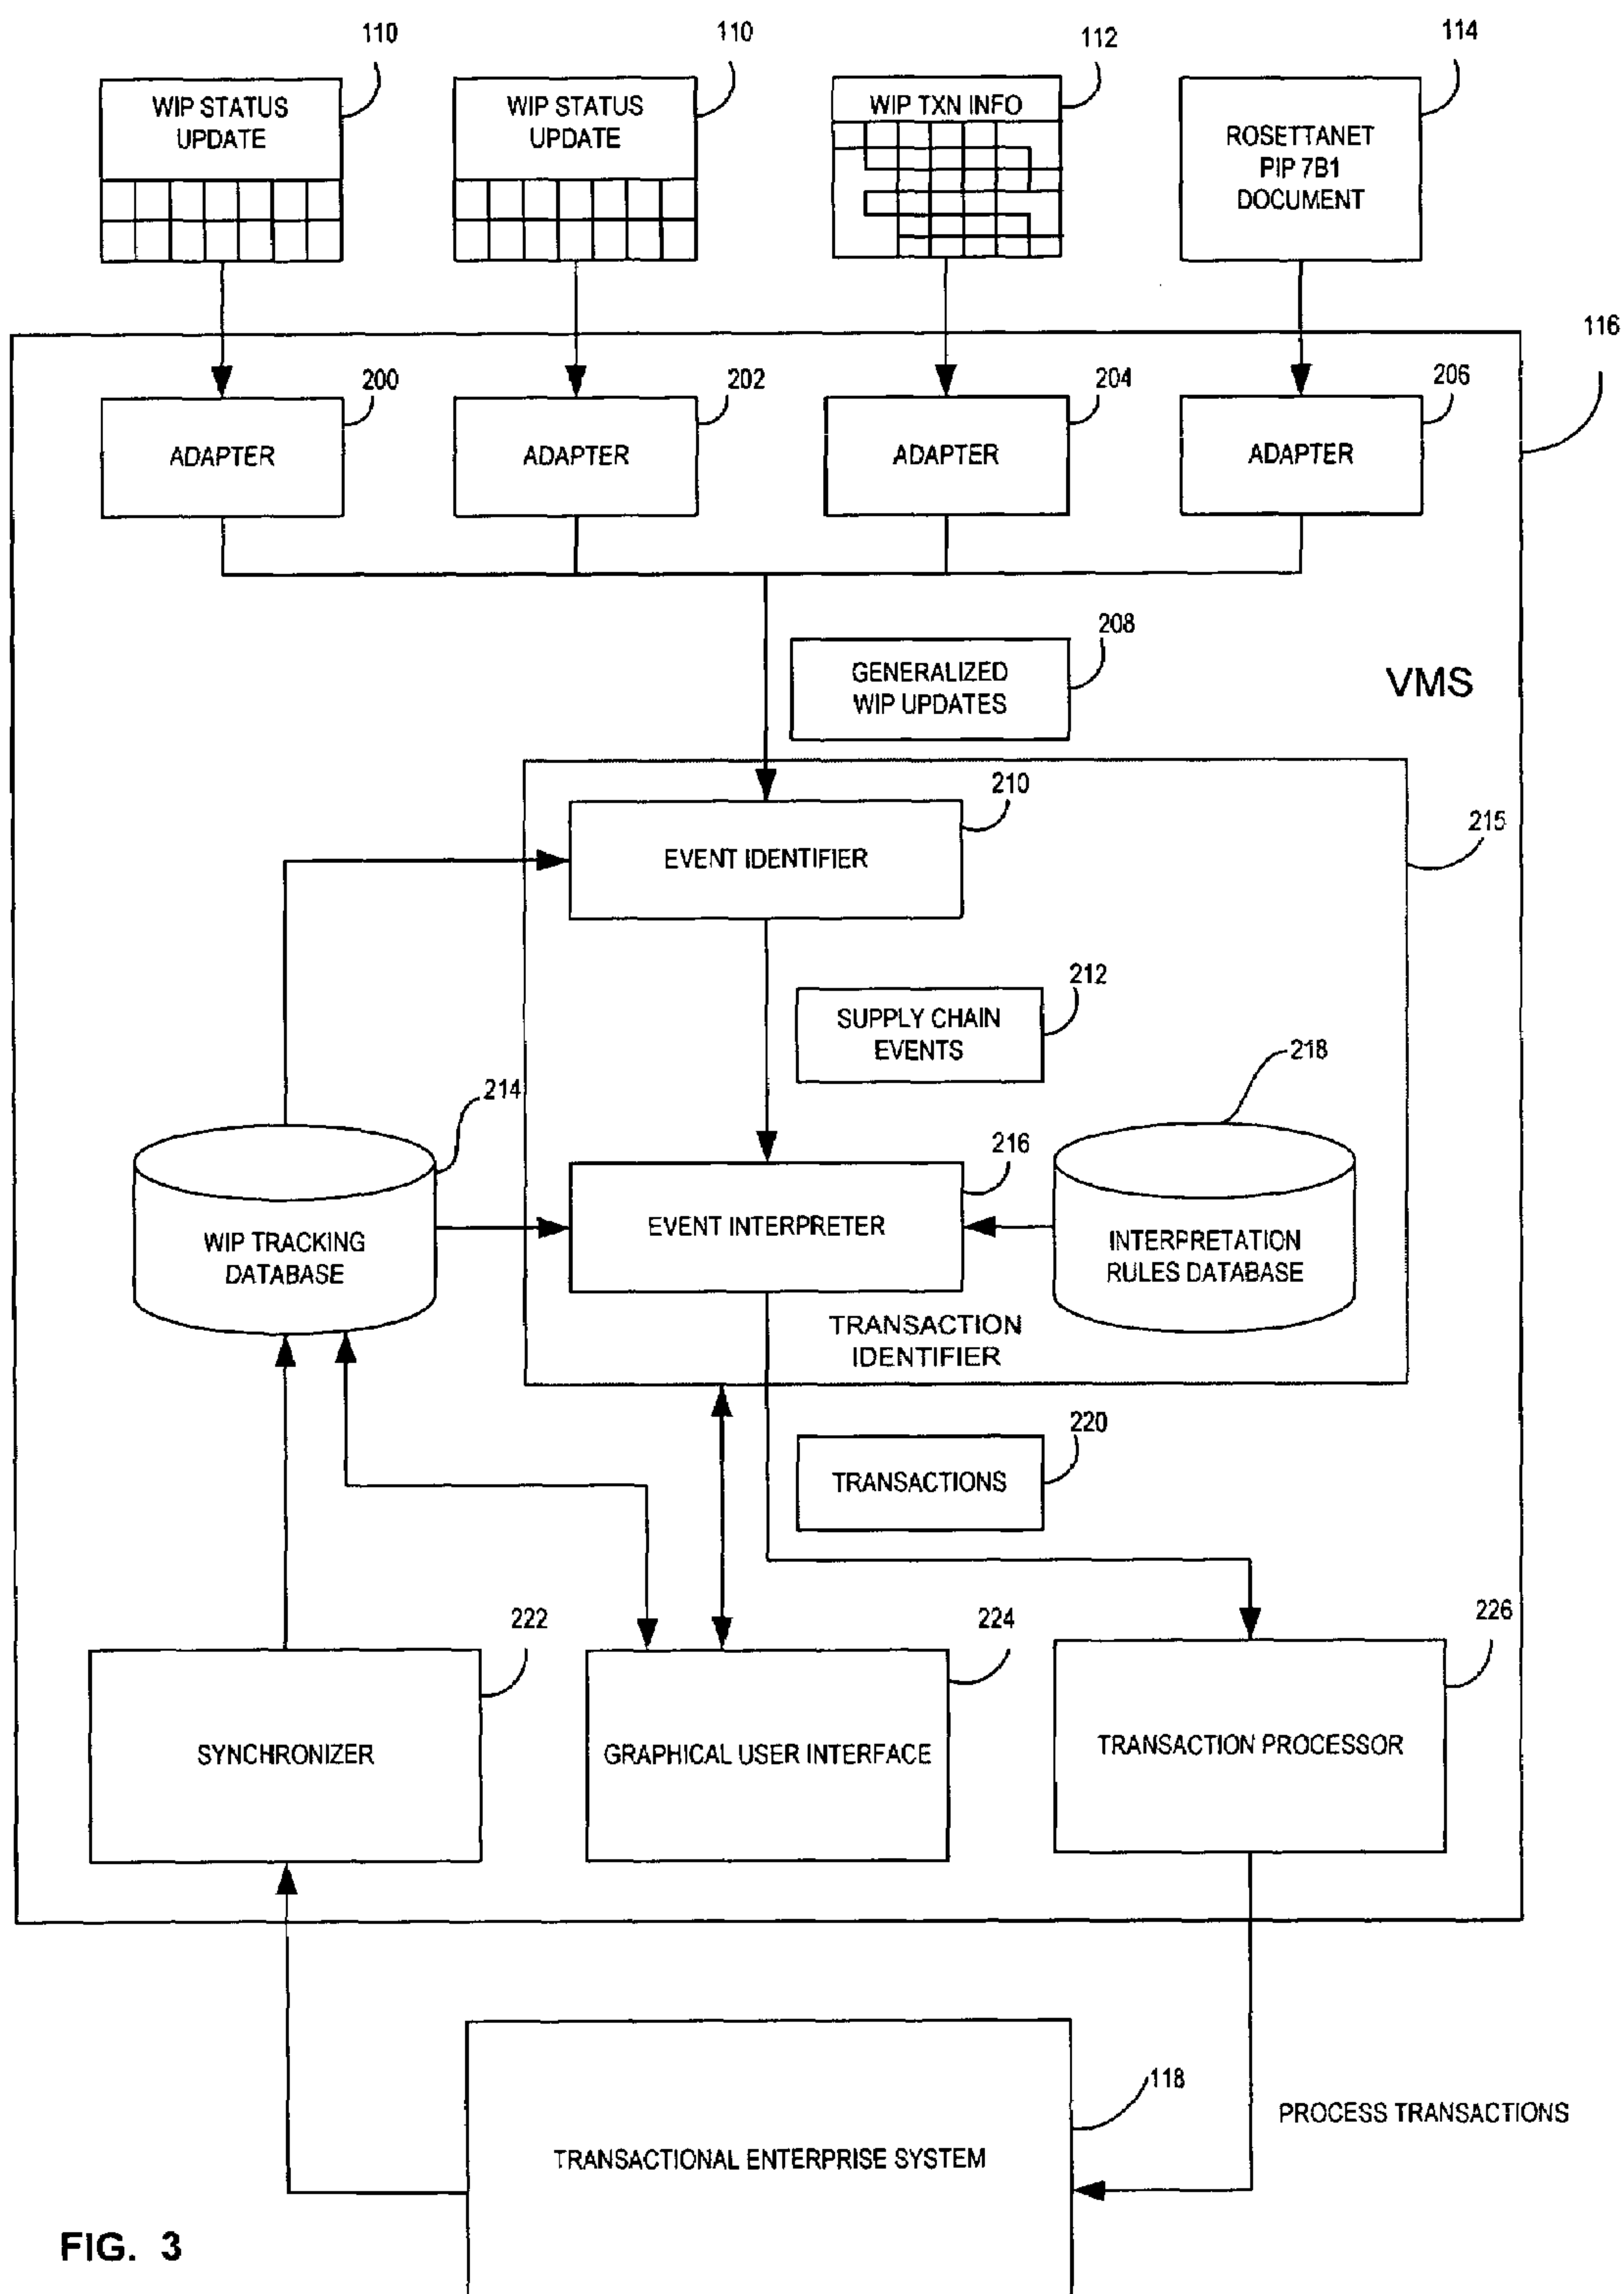 110
110
112
114
WIP STATUS
UPDATE
WIP STATUS
UPDATE
WIP TXN INFO
ROSETTANET
PIP 7B1
DOCUMENT
116
200
202
204
206
ADAPTER
ADAPTER
ADAPTER
ADAPTER
208
GENERALIZED
WIP UPDATES
VMS
210
215
EVENT IDENTIFIER
212
SUPPLY CHAIN
EVENTS
218
214
216
EVENT INTERPRETER
WIP TRACKING
DATABASE
INTERPRETATION
RULES DATABASE
TRANSACTION
IDENTIFIER
220
TRANSACTIONS
222
224
226
SYNCHRONIZER
GRAPHICAL USER INTERFACE
TRANSACTION PROCESSOR
118
PROCESS TRANSACTIONS
TRANSACTIONAL ENTERPRISE SYSTEM
FIG. 3